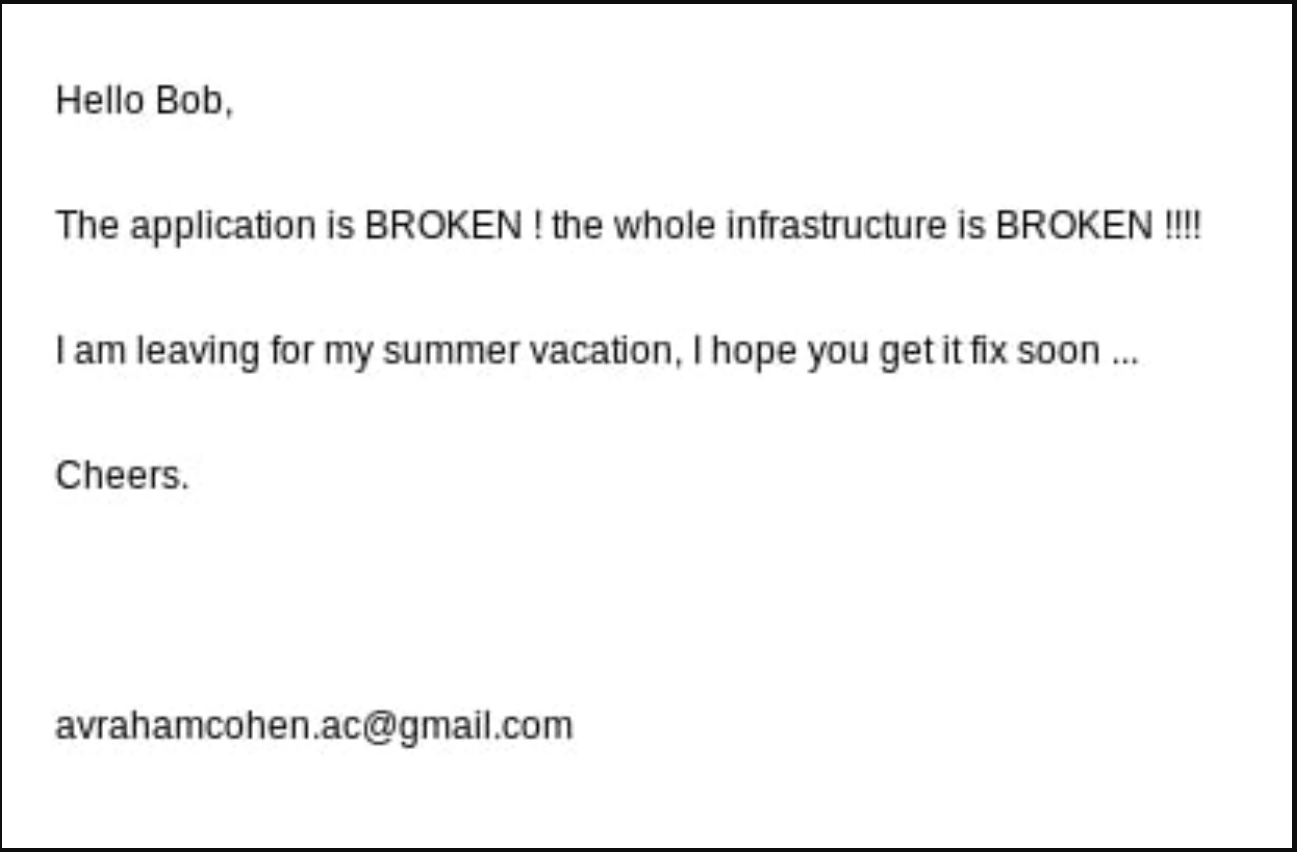 Hello Bob,
The application is BROKEN ! the whole infrastructure is BROKEN !!!!
I am leaving for my summer vacation, I hope you get it fix soon ...
Cheers.
avrahamcohen.ac@gmail.com